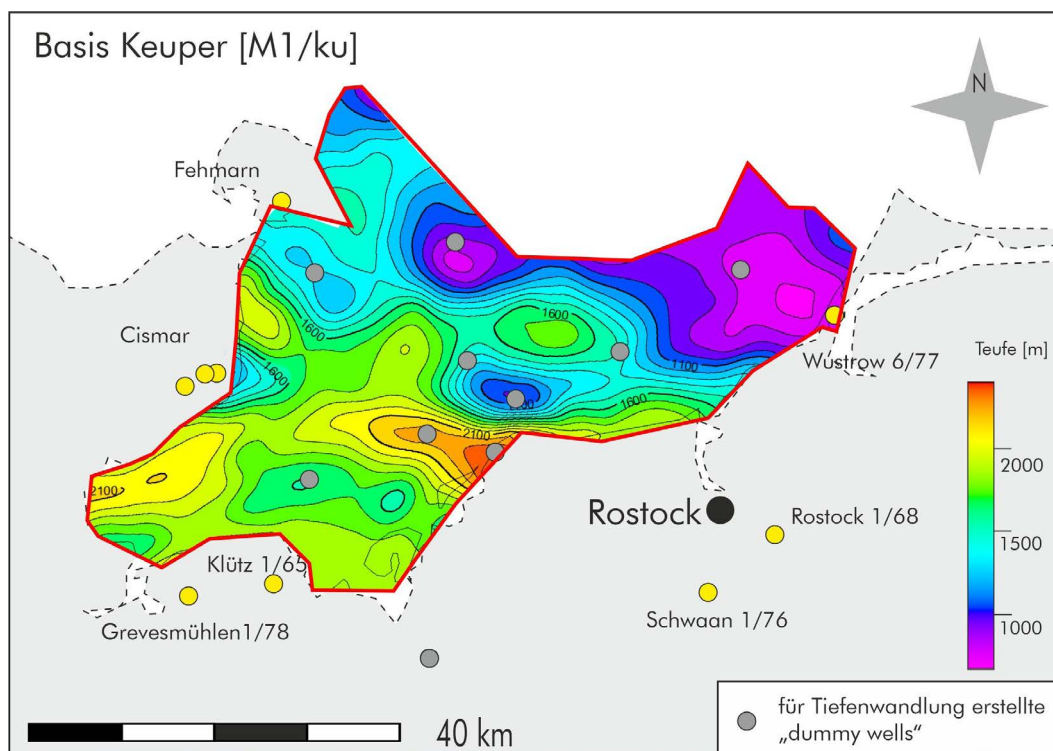 Basis Keuper [M1/ku]
N
Fehmarn
Cismar
1600
1600
1600
1100
1600
2100
2100
Wustrow 6/77
Teufe [m]
2000
1500
1000
Rostock
Rostock 1/68
Klütz 1/65
Schwaan 1/76
Grevesmühlen1/78
40 km
für Tiefenwandlung erstellte
„dummy wells“